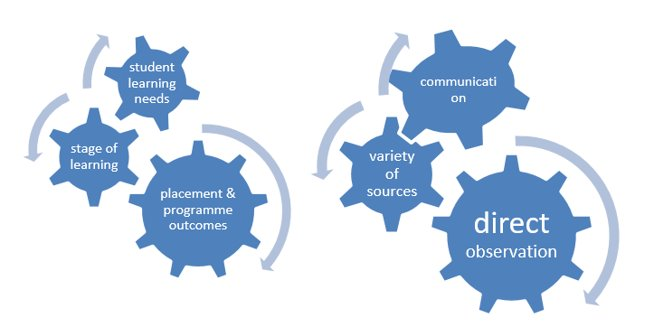 student
learning
needs
stage of
learning
placement &
programme
outcomes
communicati
on
variety
of
sources
direct
observation